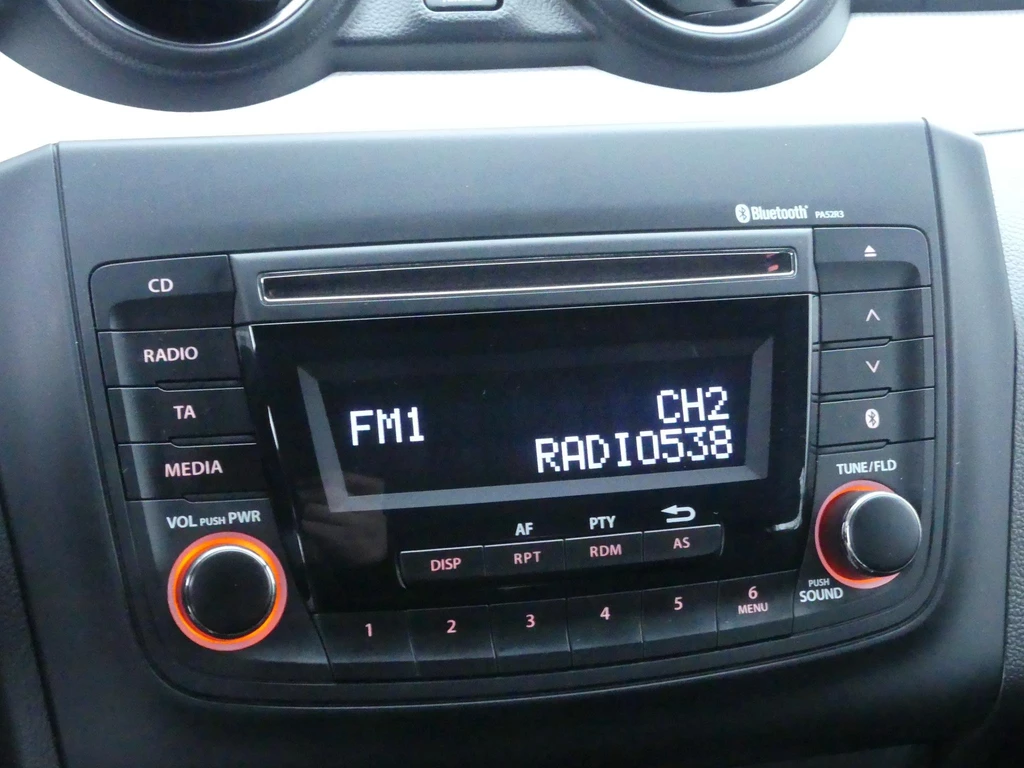 Bluetooth PA52R3
CD
RADIO
TA
MEDIA
VOL PUSH PWR
FM1
CH2
RADIO538
AF
PTY
DISP
RPT
RDM
AS
1
2
3
4
5
6
MENU
TUNE/FLD
PUSH
SOUND